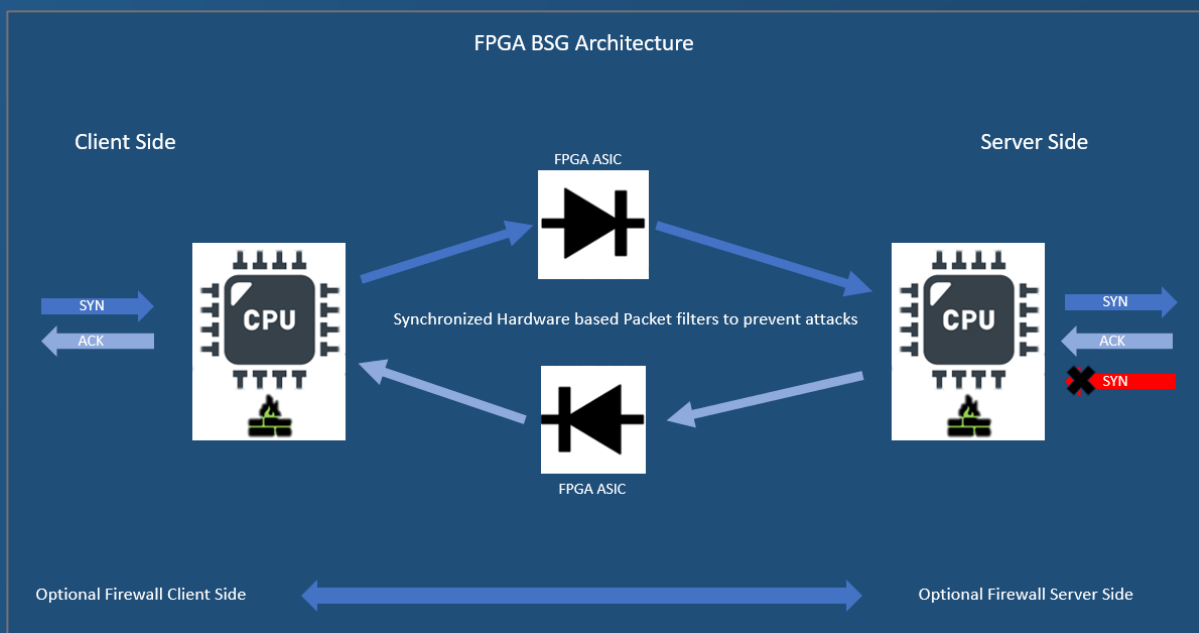 FPGA BSG Architecture
Client Side
Server Side
FPGA ASIC
CPU
CPU
SYN
ACK
SYN
ACK
SYN
Synchronized Hardware based Packet filters to prevent attacks
FPGA ASIC
Optional Firewall Client Side
Optional Firewall Server Side